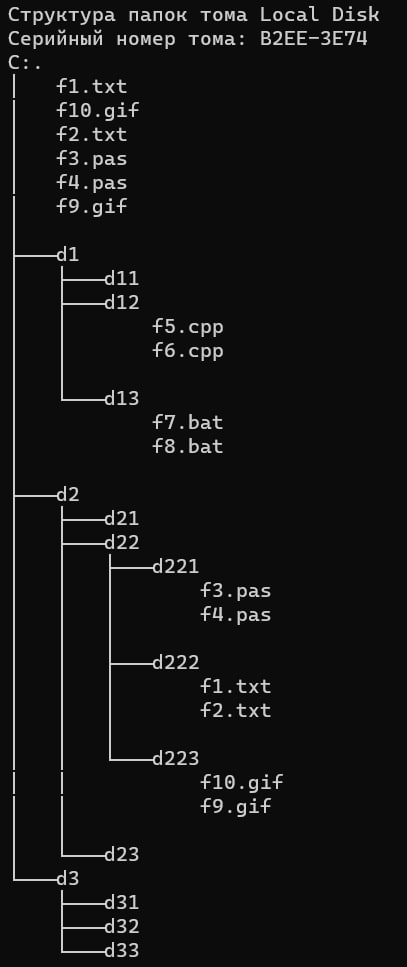 Структура папок тома Local Disk
Серийный номер тома: B2EE-3E74
C:.
│   f1.txt
│   f10.gif
│   f2.txt
│   f3.pas
│   f4.pas
│   f9.gif
│
├───d1
│   ├───d11
│   ├───d12
│   │       f5.cpp
│   │       f6.cpp
│   │
│   └───d13
│           f7.bat
│           f8.bat
│
├───d2
│   ├───d21
│   ├───d22
│   │   ├───d221
│   │   │       f3.pas
│   │   │       f4.pas
│   │   │
│   │   ├───d222
│   │   │       f1.txt
│   │   │       f2.txt
│   │   │
│   │   └───d223
│   │           f10.gif
│   │           f9.gif
│   │
│   └───d23
└───d3
    ├───d31
    ├───d32
    └───d33